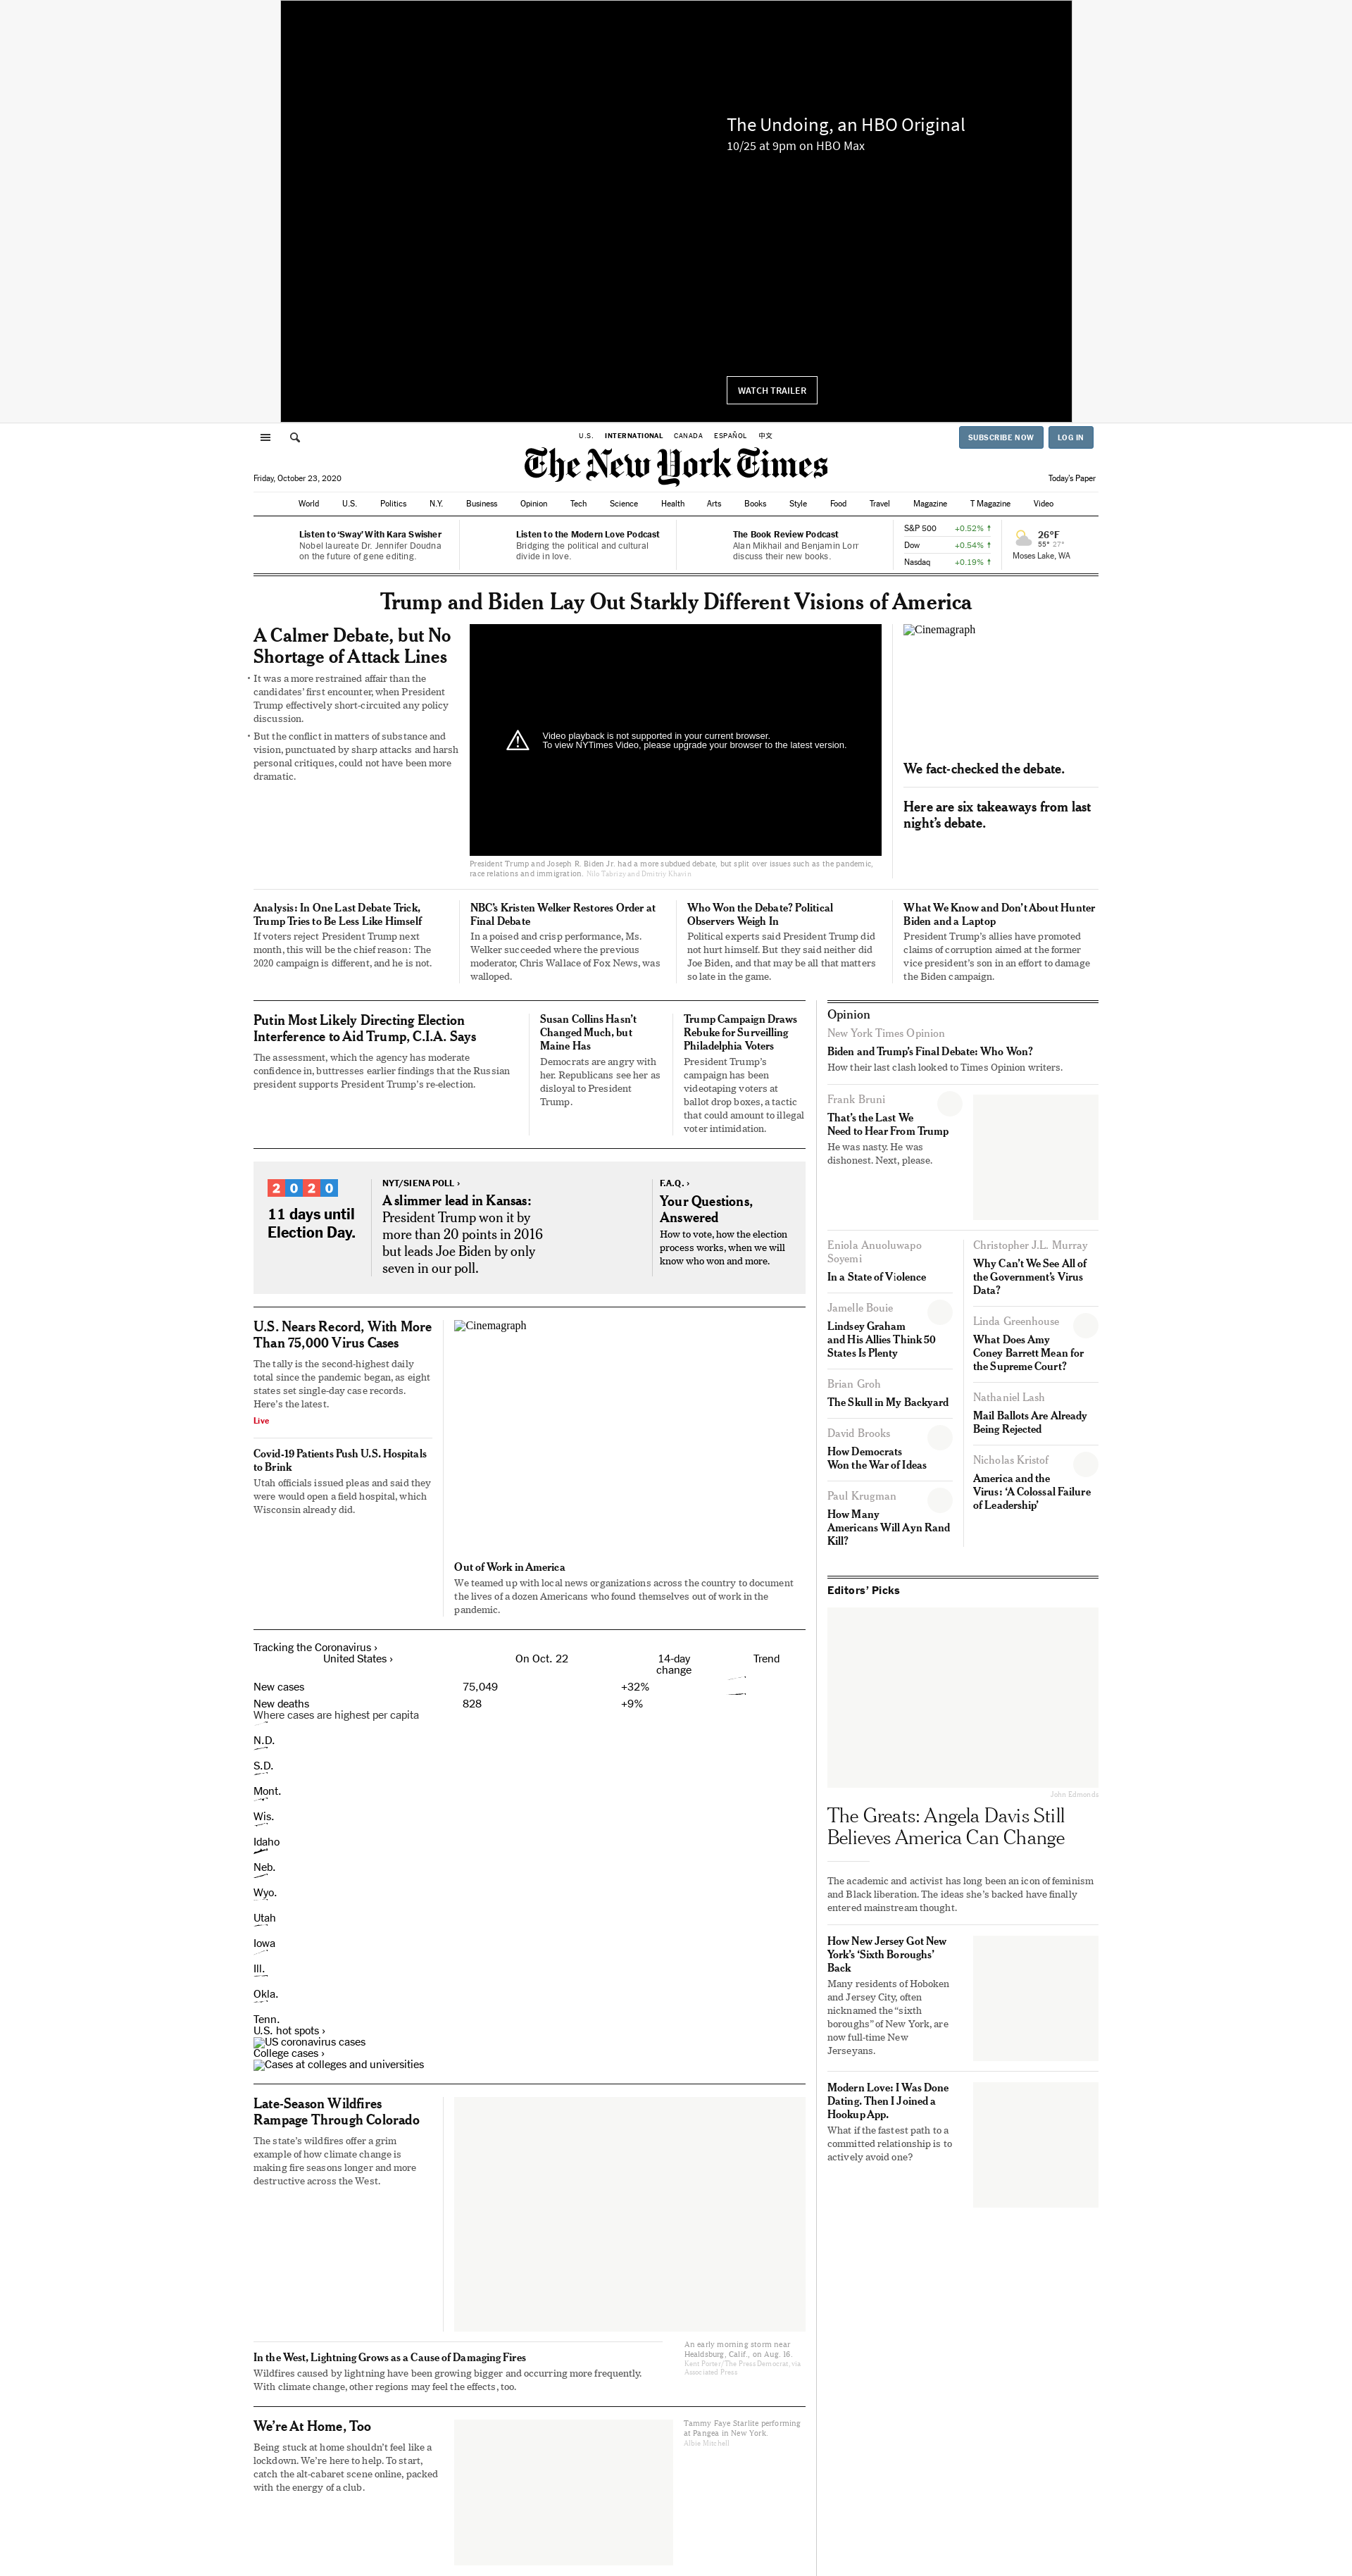 The Undoing, an HBO Original
10/25 at 9pm on HBO Max
WATCH TRAILER
U.S. INTERNATIONAL CANADA ESPAÑOL 中文
SUBSCRIBE NOW LOG IN
The New York Times
Friday, October 23, 2020
Today's Paper
World U.S. Politics N.Y. Business Opinion Tech Science Health Arts Books Style Food Travel Magazine T Magazine Video
Listen to ‘Sway’ With Kara Swisher
Nobel laureate Dr. Jennifer Doudna
on the future of gene editing.
Listen to the Modern Love Podcast
Bridging the political and cultural
divide in love.
The Book Review Podcast
Alan Mikhail and Benjamin Lorr
discuss their new books.
S&P 500 +0.52% ↑
Dow +0.54% ↑
Nasdaq +0.19% ↑
26°F
55° 27°
Moses Lake, WA
Trump and Biden Lay Out Starkly Different Visions of America
A Calmer Debate, but No
Shortage of Attack Lines
• It was a more restrained affair than the
candidates’ first encounter, when President
Trump effectively short-circuited any policy
discussion.
• But the conflict in matters of substance and
vision, punctuated by sharp attacks and harsh
personal critiques, could not have been more
dramatic.
Video playback is not supported in your current browser.
To view NYTimes Video, please upgrade your browser to the latest version.
President Trump and Joseph R. Biden Jr. had a more subdued debate, but split over issues such as the pandemic,
race relations and immigration. Nilo Tabrizy and Dmitriy Khavin
Cinemagraph
We fact-checked the debate.
Here are six takeaways from last
night’s debate.
Analysis: In One Last Debate Trick,
Trump Tries to Be Less Like Himself
If voters reject President Trump next
month, this will be the chief reason: The
2020 campaign is different, and he is not.
NBC’s Kristen Welker Restores Order at
Final Debate
In a poised and crisp performance, Ms.
Welker succeeded where the previous
moderator, Chris Wallace of Fox News, was
walloped.
Who Won the Debate? Political
Observers Weigh In
Political experts said President Trump did
not hurt himself. But they said neither did
Joe Biden, and that may be all that matters
so late in the game.
What We Know and Don’t About Hunter
Biden and a Laptop
President Trump’s allies have promoted
claims of corruption aimed at the former
vice president’s son in an effort to damage
the Biden campaign.
Putin Most Likely Directing Election
Interference to Aid Trump, C.I.A. Says
The assessment, which the agency has moderate
confidence in, buttresses earlier findings that the Russian
president supports President Trump’s re-election.
Susan Collins Hasn’t
Changed Much, but
Maine Has
Democrats are angry with
her. Republicans see her as
disloyal to President
Trump.
Trump Campaign Draws
Rebuke for Surveilling
Philadelphia Voters
President Trump’s
campaign has been
videotaping voters at
ballot drop boxes, a tactic
that could amount to illegal
voter intimidation.
2020
11 days until
Election Day.
NYT/SIENA POLL ›
A slimmer lead in Kansas:
President Trump won it by
more than 20 points in 2016
but leads Joe Biden by only
seven in our poll.
F.A.Q. ›
Your Questions,
Answered
How to vote, how the election
process works, when we will
know who won and more.
U.S. Nears Record, With More
Than 75,000 Virus Cases
The tally is the second-highest daily
total since the pandemic began, as eight
states set single-day case records.
Here’s the latest.
Live
Covid-19 Patients Push U.S. Hospitals
to Brink
Utah officials issued pleas and said they
were would open a field hospital, which
Wisconsin already did.
Cinemagraph
Out of Work in America
We teamed up with local news organizations across the country to document
the lives of a dozen Americans who found themselves out of work in the
pandemic.
Tracking the Coronavirus ›
United States › On Oct. 22 14-day
change Trend
New cases 75,049 +32%
New deaths 828 +9%
Where cases are highest per capita
N.D.
S.D.
Mont.
Wis.
Idaho
Neb.
Wyo.
Utah
Iowa
Ill.
Okla.
Tenn.
U.S. hot spots ›
US coronavirus cases
College cases ›
Cases at colleges and universities
Late-Season Wildfires
Rampage Through Colorado
The state’s wildfires offer a grim
example of how climate change is
making fire seasons longer and more
destructive across the West.
In the West, Lightning Grows as a Cause of Damaging Fires
Wildfires caused by lightning have been growing bigger and occurring more frequently.
With climate change, other regions may feel the effects, too.
An early morning storm near
Healdsburg, Calif., on Aug. 16.
Kent Porter/The Press Democrat, via
Associated Press
We’re At Home, Too
Being stuck at home shouldn’t feel like a
lockdown. We’re here to help. To start,
catch the alt-cabaret scene online, packed
with the energy of a club.
Tammy Faye Starlite performing
at Pangea in New York.
Albie Mitchell
Opinion
New York Times Opinion
Biden and Trump’s Final Debate: Who Won?
How their last clash looked to Times Opinion writers.
Frank Bruni
That’s the Last We
Need to Hear From Trump
He was nasty. He was
dishonest. Next, please.
Eniola Anuoluwapo
Soyemi
In a State of Violence
Jamelle Bouie
Lindsey Graham
and His Allies Think 50
States Is Plenty
Brian Groh
The Skull in My Backyard
David Brooks
How Democrats
Won the War of Ideas
Paul Krugman
How Many
Americans Will Ayn Rand
Kill?
Christopher J.L. Murray
Why Can’t We See All of
the Government’s Virus
Data?
Linda Greenhouse
What Does Amy
Coney Barrett Mean for
the Supreme Court?
Nathaniel Lash
Mail Ballots Are Already
Being Rejected
Nicholas Kristof
America and the
Virus: ‘A Colossal Failure
of Leadership’
Editors’ Picks
John Edmonds
The Greats: Angela Davis Still
Believes America Can Change
The academic and activist has long been an icon of feminism
and Black liberation. The ideas she’s backed have finally
entered mainstream thought.
How New Jersey Got New
York’s ‘Sixth Boroughs’
Back
Many residents of Hoboken
and Jersey City, often
nicknamed the “sixth
boroughs” of New York, are
now full-time New
Jerseyans.
Modern Love: I Was Done
Dating. Then I Joined a
Hookup App.
What if the fastest path to a
committed relationship is to
actively avoid one?